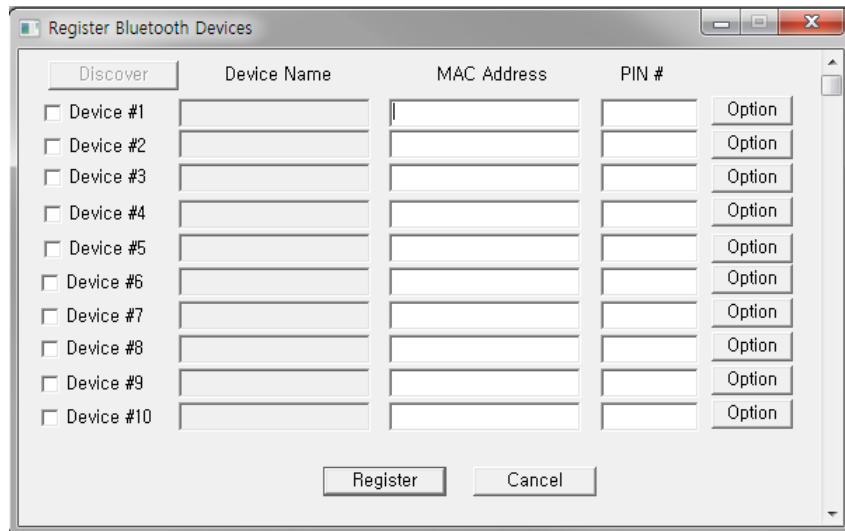 Register Bluetooth Devices
Discover Device Name MAC Address PIN #
Device #1 Option
Device #2 Option
Device #3 Option
Device #4 Option
Device #5 Option
Device #6 Option
Device #7 Option
Device #8 Option
Device #9 Option
Device #10 Option
Register Cancel